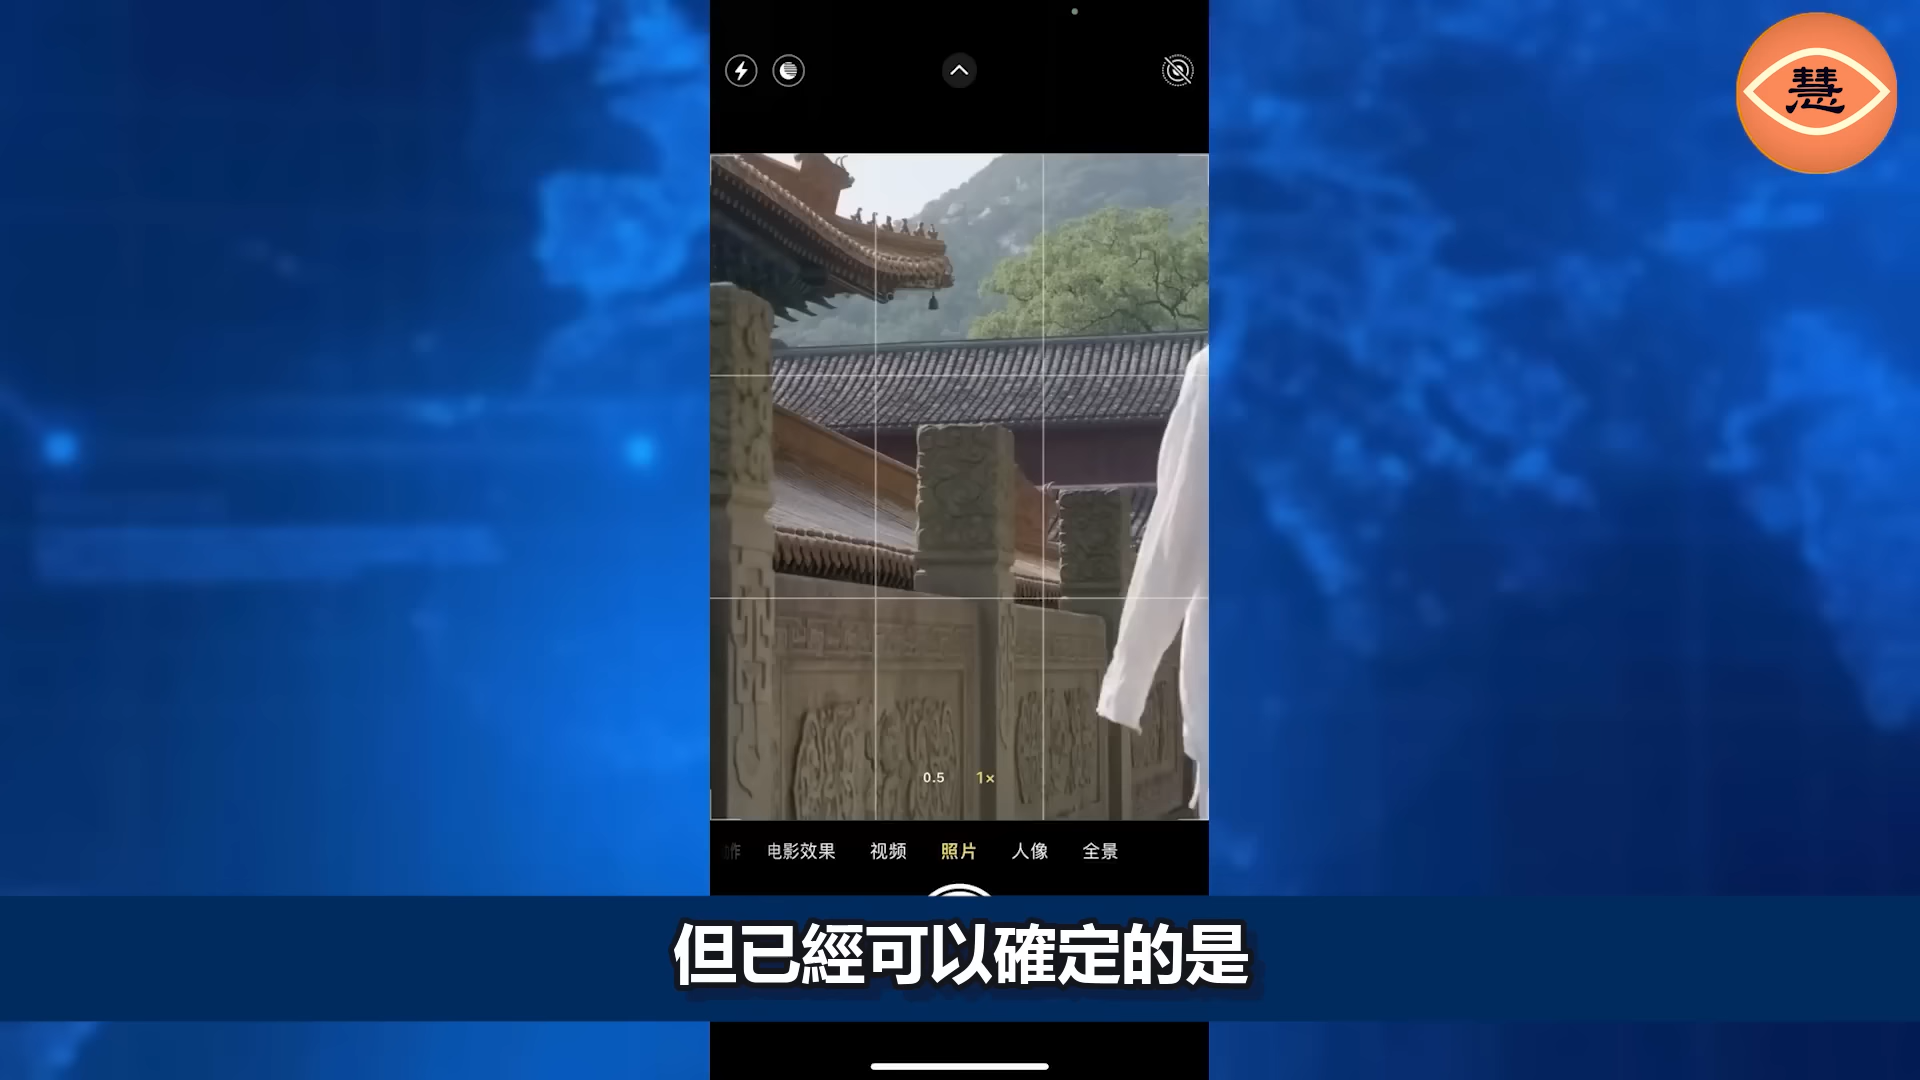 慧
0.5 1×
作 电影效果 视频 照片 人像 全景
但已經可以確定的是